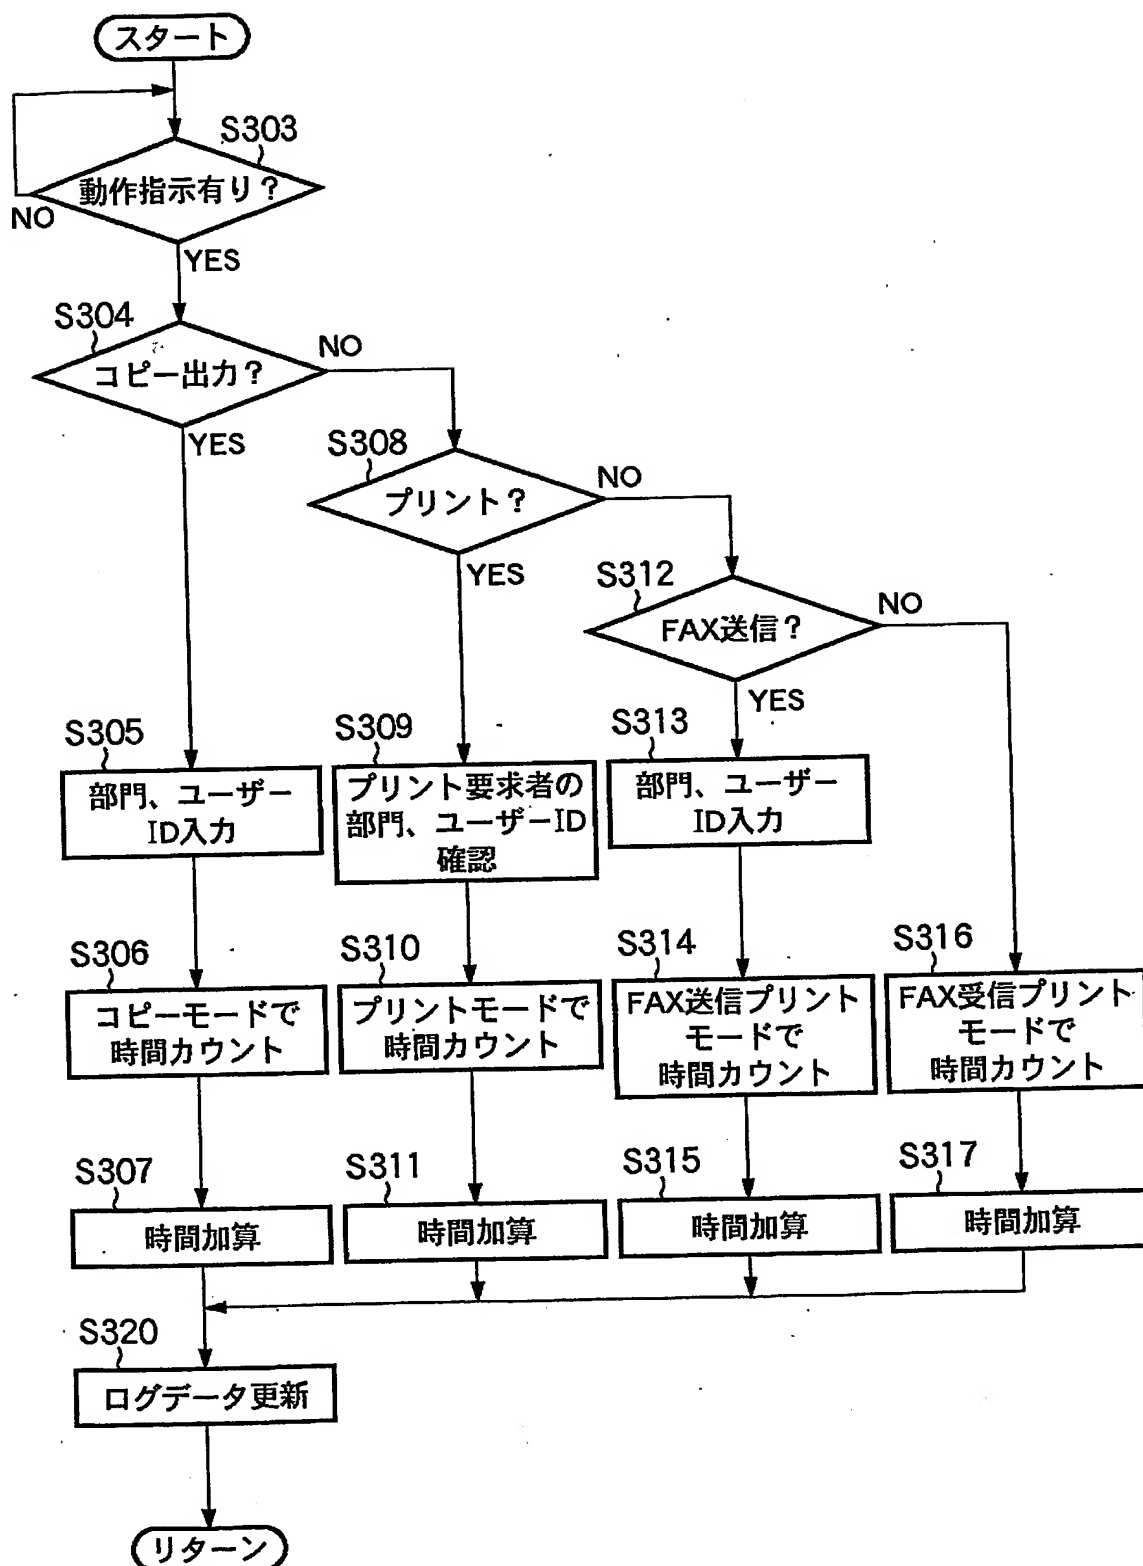 スタート
S303
動作指示有り？
NO
YES
S304
コピー出力？
NO
YES
S308
プリント？
NO
YES
S312
FAX送信？
NO
YES
S305
部門、ユーザー
ID入力
S309
プリント要求者の
部門、ユーザーID
確認
S313
部門、ユーザー
ID入力
S306
コピーモードで
時間カウント
S310
プリントモードで
時間カウント
S314
FAX送信プリント
モードで
時間カウント
S316
FAX受信プリント
モードで
時間カウント
S307
時間加算
S311
時間加算
S315
時間加算
S317
時間加算
S320
ログデータ更新
リターン